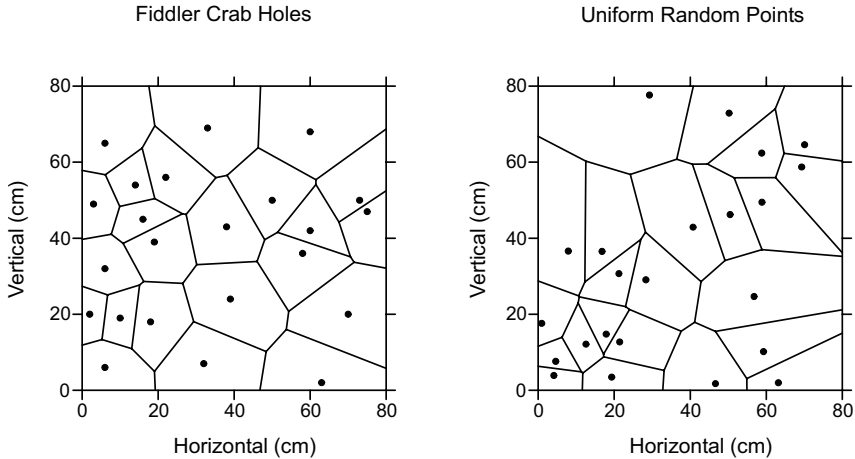 Fiddler Crab Holes
Uniform Random Points
Vertical (cm)
80
60
40
20
0
0 20 40 60 80
Horizontal (cm)
Vertical (cm)
80
60
40
20
0
0 20 40 60 80
Horizontal (cm)